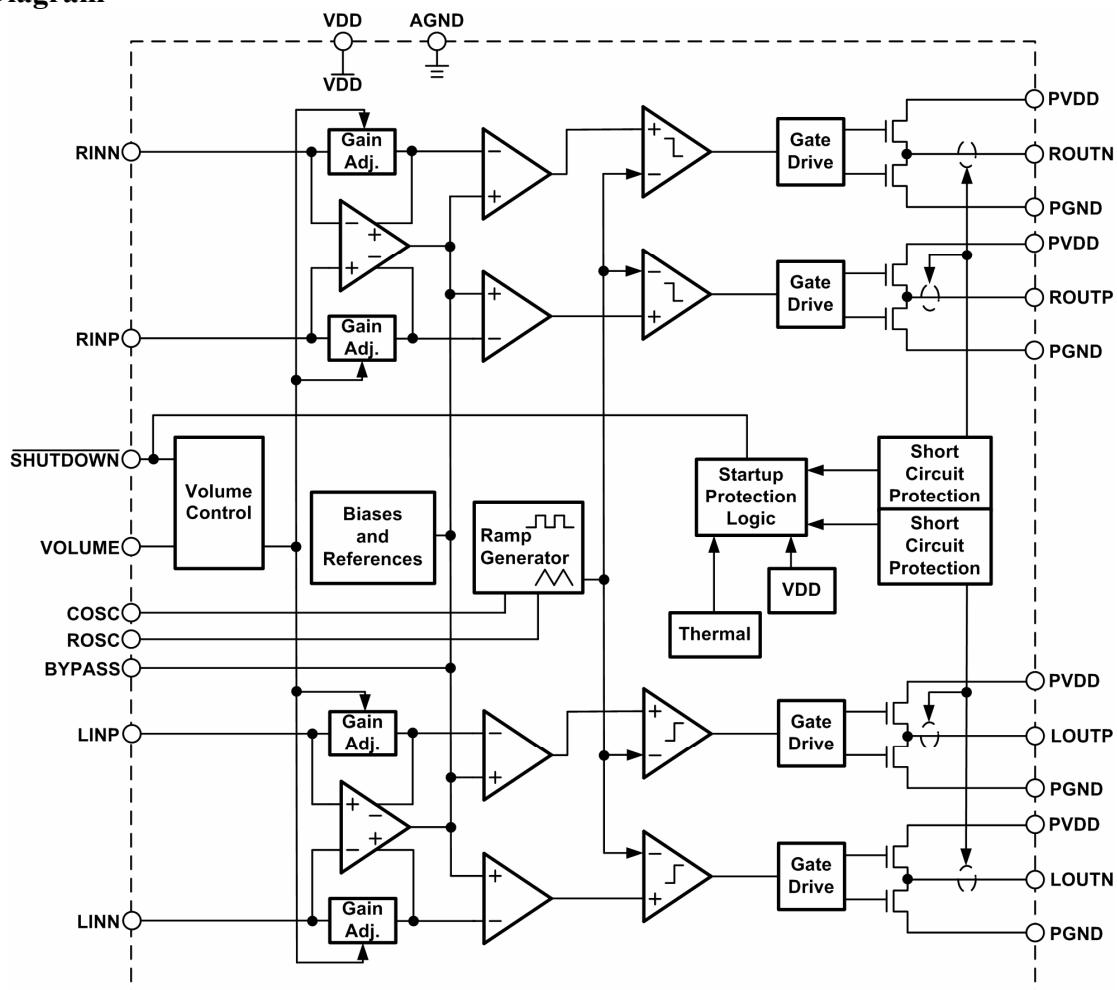 Diagram
VDD
AGND
VDD
PVDD
RINN
Gain
Adj.
−
+
+
−
Gate
Drive
ROUTN
−
+
−
+
PGND
PVDD
+
−
−
+
Gate
Drive
ROUTP
RINP
Gain
Adj.
PGND
SHUTDOWN
Volume
Control
VOLUME
Biases
and
References
Ramp
Generator
Startup
Protection
Logic
Short
Circuit
Protection
Short
Circuit
Protection
VDD
Thermal
COSC
ROSC
BYPASS
PVDD
LINP
Gain
Adj.
−
+
+
−
Gate
Drive
LOUTP
+
−
+
−
PGND
PVDD
+
−
−
+
Gate
Drive
LOUTN
LINN
Gain
Adj.
PGND